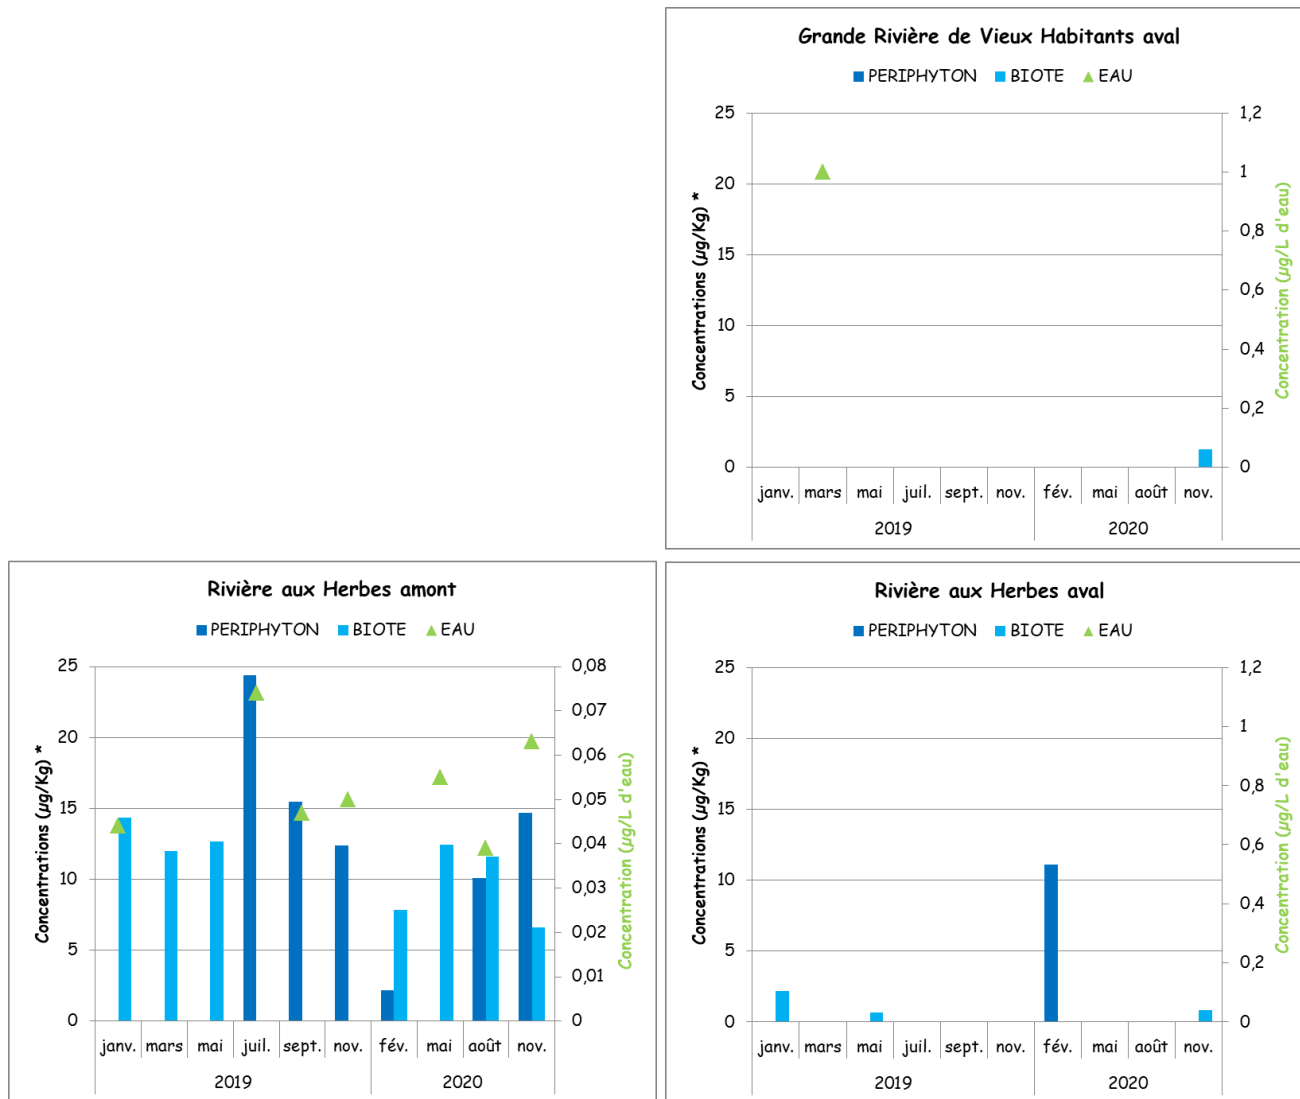 Grande Rivière de Vieux Habitants aval
PERIPHYTON BIOTE EAU
25
20
15
10
5
0
Concentrations (µg/Kg) *
1,2
1
0,8
0,6
0,4
0,2
0
Concentration (µg/L d'eau)
janv. mars mai juil. sept. nov. fév. mai août nov.
2019 2020
Rivière aux Herbes amont
PERIPHYTON BIOTE EAU
25
20
15
10
5
0
Concentrations (µg/Kg) *
0,08
0,07
0,06
0,05
0,04
0,03
0,02
0,01
0
Concentration (µg/L d'eau)
janv. mars mai juil. sept. nov. fév. mai août nov.
2019 2020
Rivière aux Herbes aval
PERIPHYTON BIOTE EAU
25
20
15
10
5
0
Concentrations (µg/Kg) *
1,2
1
0,8
0,6
0,4
0,2
0
Concentration (µg/L d'eau)
janv. mars mai juil. sept. nov. fév. mai août nov.
2019 2020